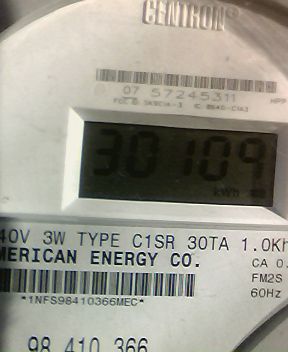 CENTRON®
07 57245311
30109
kWh
40V 3W TYPE C1SR 30TA 1.0Kh
MERICAN ENERGY CO.
CA 0.
FM2S
60Hz
*1NFS98410366MEC*
98 410 366